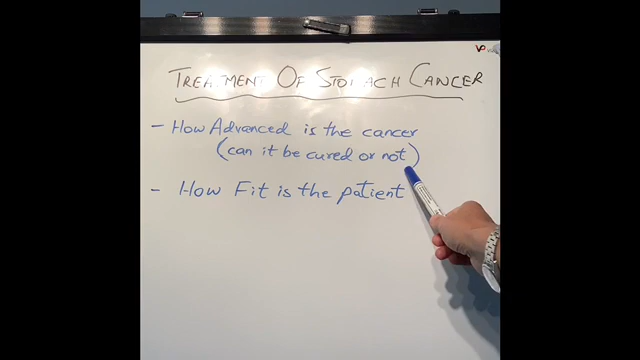 TREATMENT OF STOMACH CANCER
- How Advanced is the cancer
(can it be cured or not)
- How Fit is the patient